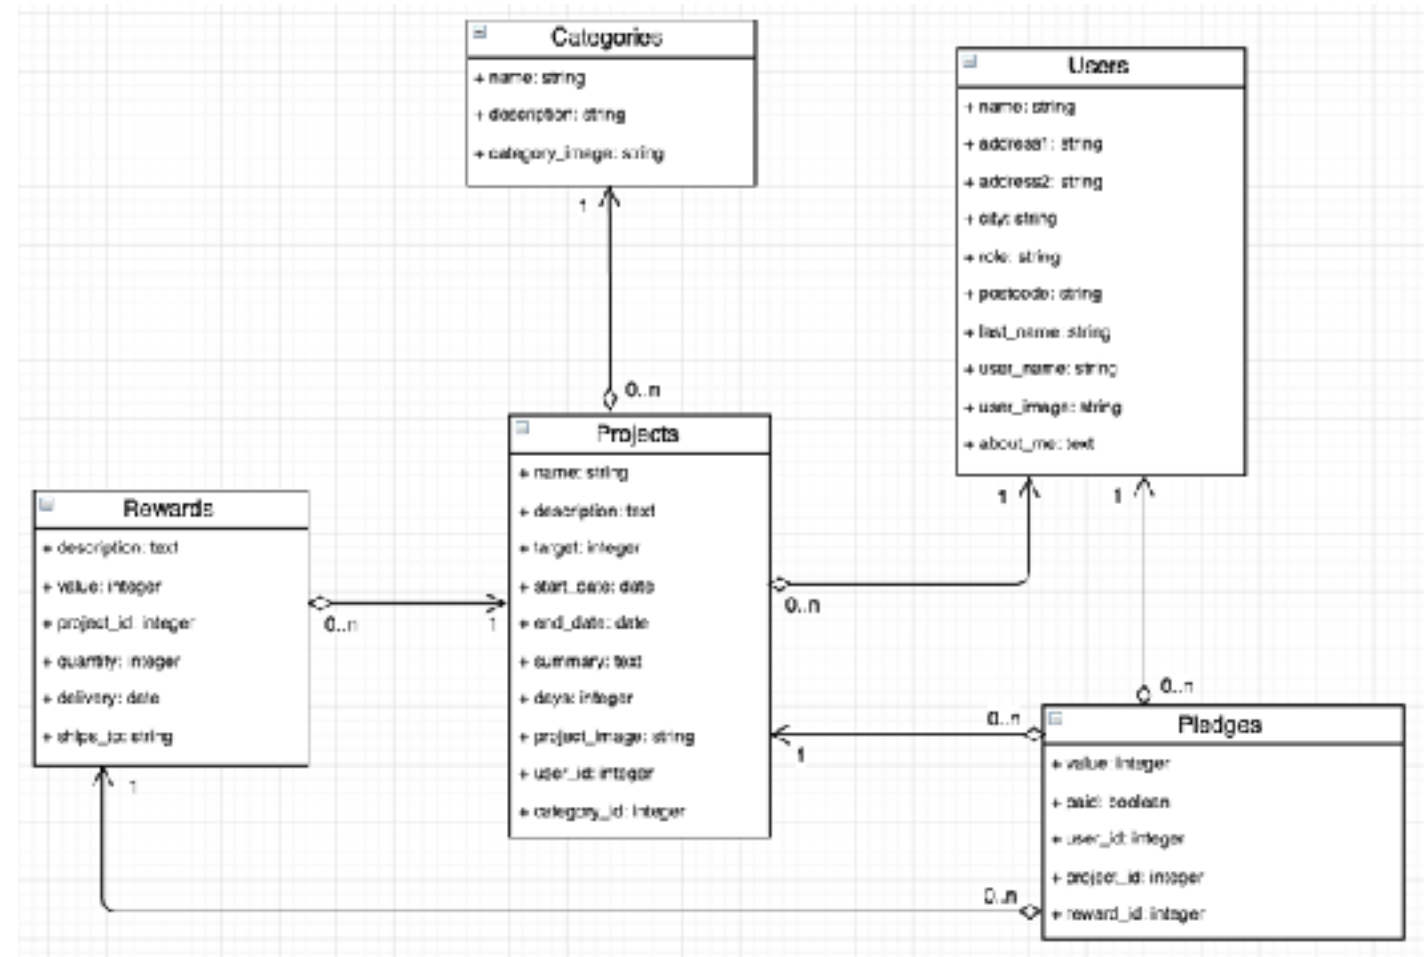 Categories
+ name: string
+ description: string
+ category_image: string
1
0..n
Users
+ name: string
+ address1: string
+ address2: string
+ city: string
+ role: string
+ postcode: string
+ last_name: string
+ user_name: string
+ user_image: string
+ about_me: text
1
1
Projects
+ name: string
+ description: text
+ target: integer
+ start_date: date
+ end_date: date
+ summary: text
+ days: integer
+ project_image: string
+ user_id: integer
+ category_id: integer
0..n
1
Rewards
+ description: text
+ value: integer
+ project_id: integer
+ quantity: integer
+ delivery: date
+ ships_to: string
0..n
1
1
0..n
0..n
Pledges
+ value: integer
+ paid: boolean
+ user_id: integer
+ project_id: integer
+ reward_id: integer
0..n